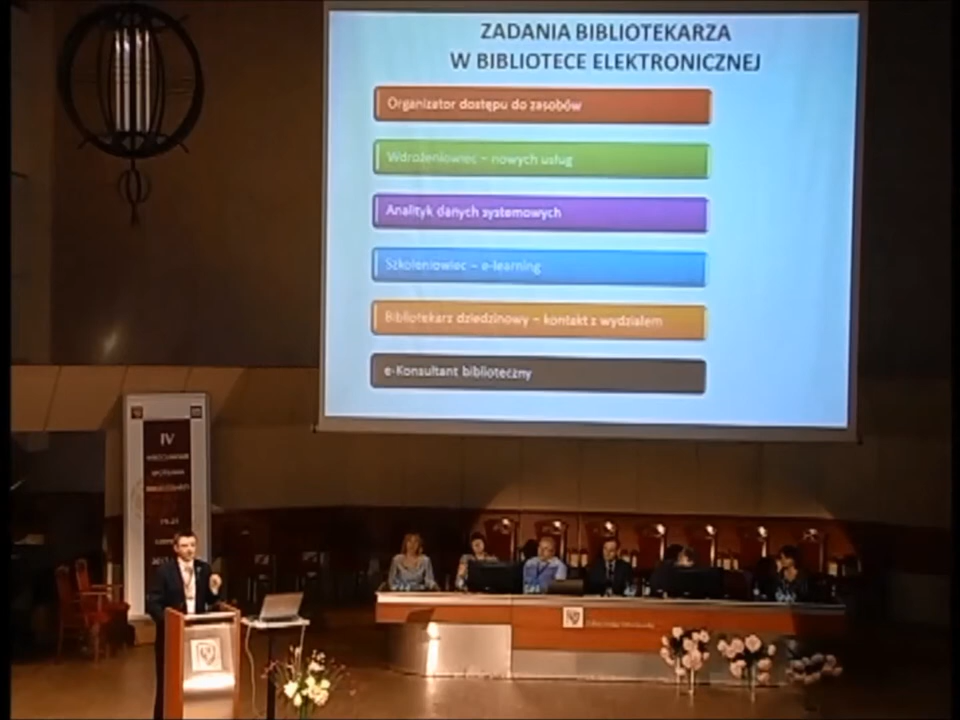 ZADANIA BIBLIOTEKARZA
W BIBLIOTECE ELEKTRONICZNEJ
Organizator dostępu do zasobów
Wdrożeniowiec – nowych usług
Analityk danych systemowych
Szkoleniowiec – e-learning
Bibliotekarz dziedzinowy – kontakt z wydziałem
e-Konsultant biblioteczny
IV